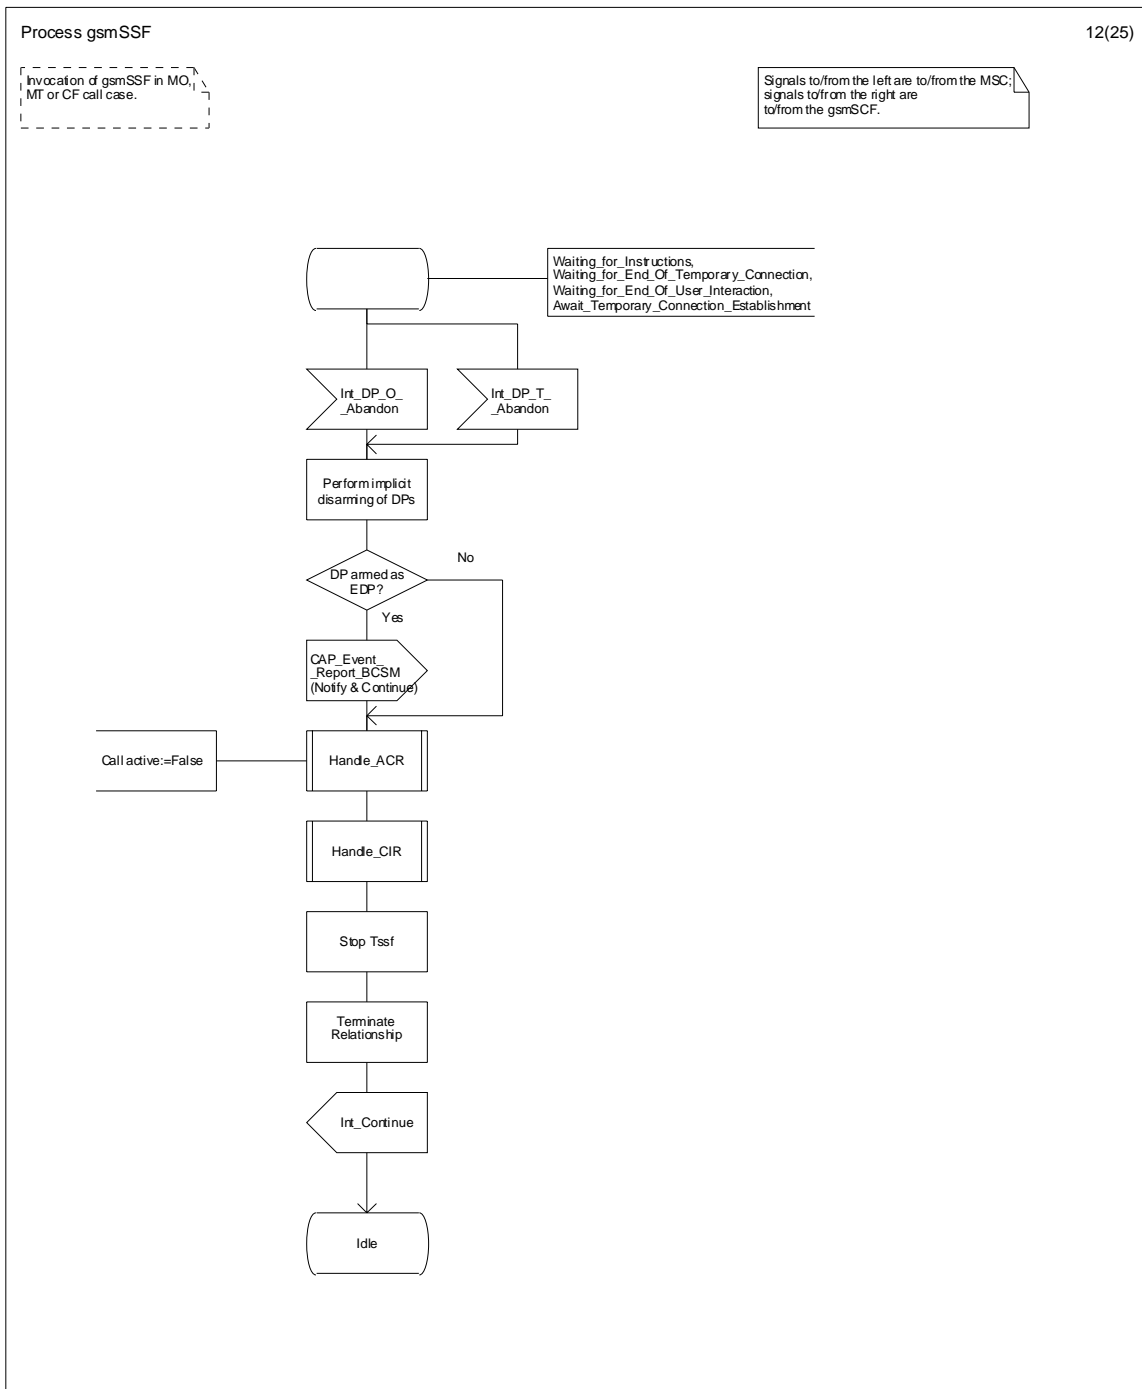 Process gsmSSF
12(25)
Invocation of gsmSSF in MO,
MT or CF call case.
Signals to/from the left are to/from the MSC;
signals to/from the right are
to/from the gsmSCF.
Waiting_for_Instructions,
Waiting_for_End_Of_Temporary_Connection,
Waiting_for_End_Of_User_Interaction,
Await_Temporary_Connection_Establishment
Int_DP_O_
_Abandon
Int_DP_T_
_Abandon
Perform implicit
disarming of DPs
No
DP armed as
EDP?
Yes
CAP_Event_
_Report_BCSM
(Notify & Continue)
Call active:=False
Handle_ACR
Handle_CIR
Stop Tssf
Terminate
Relationship
Int_Continue
Idle